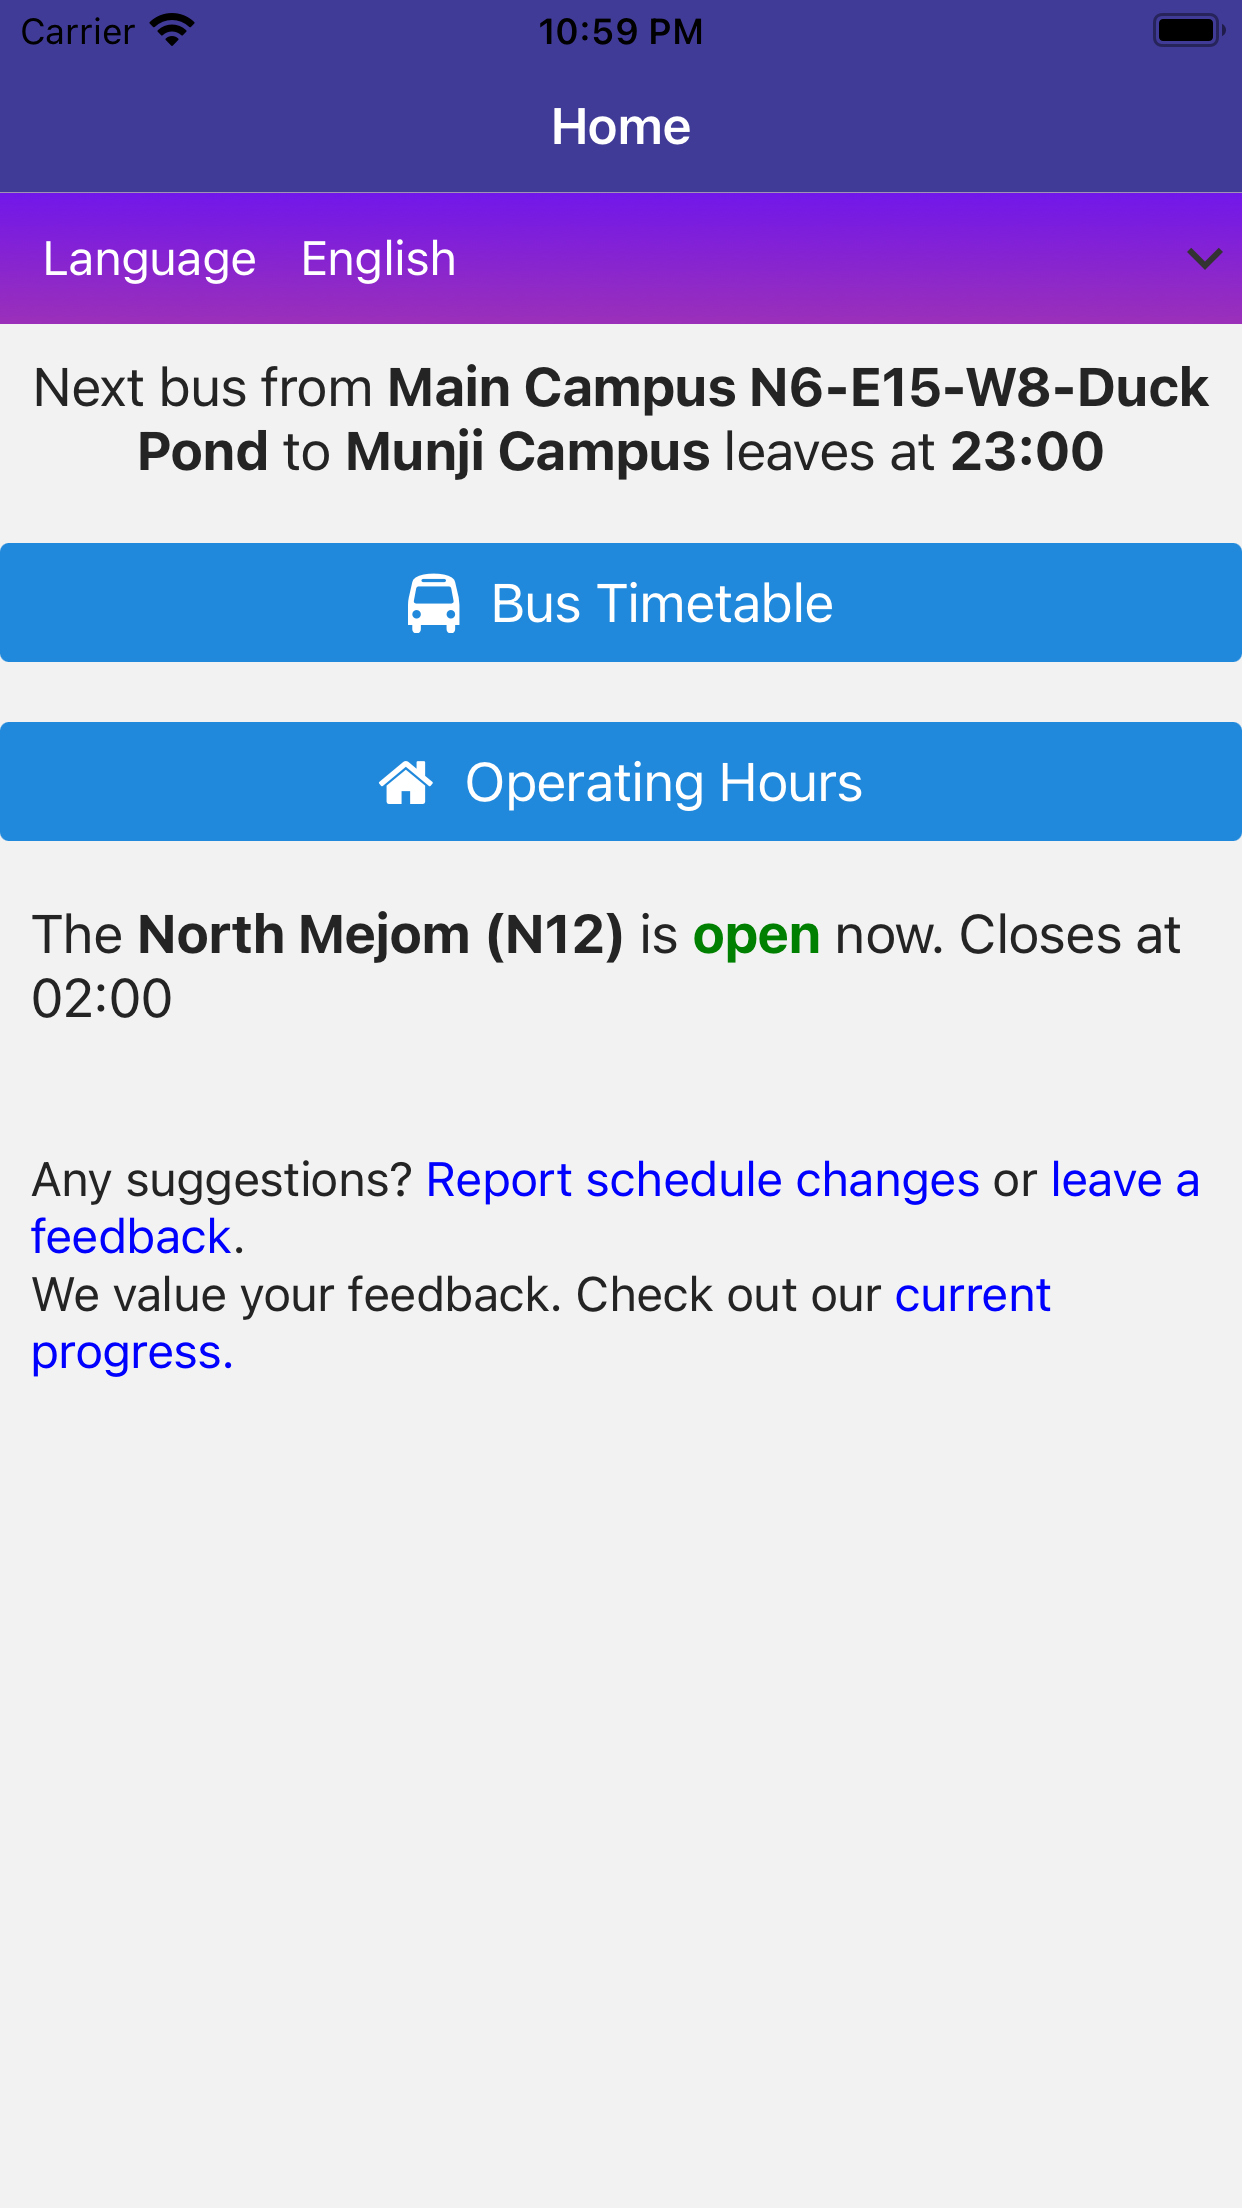 Carrier 10:59 PM
Home
Language English
Next bus from Main Campus N6-E15-W8-Duck
Pond to Munji Campus leaves at 23:00
Bus Timetable
Operating Hours
The North Mejom (N12) is open now. Closes at
02:00
Any suggestions? Report schedule changes or leave a
feedback.
We value your feedback. Check out our current
progress.